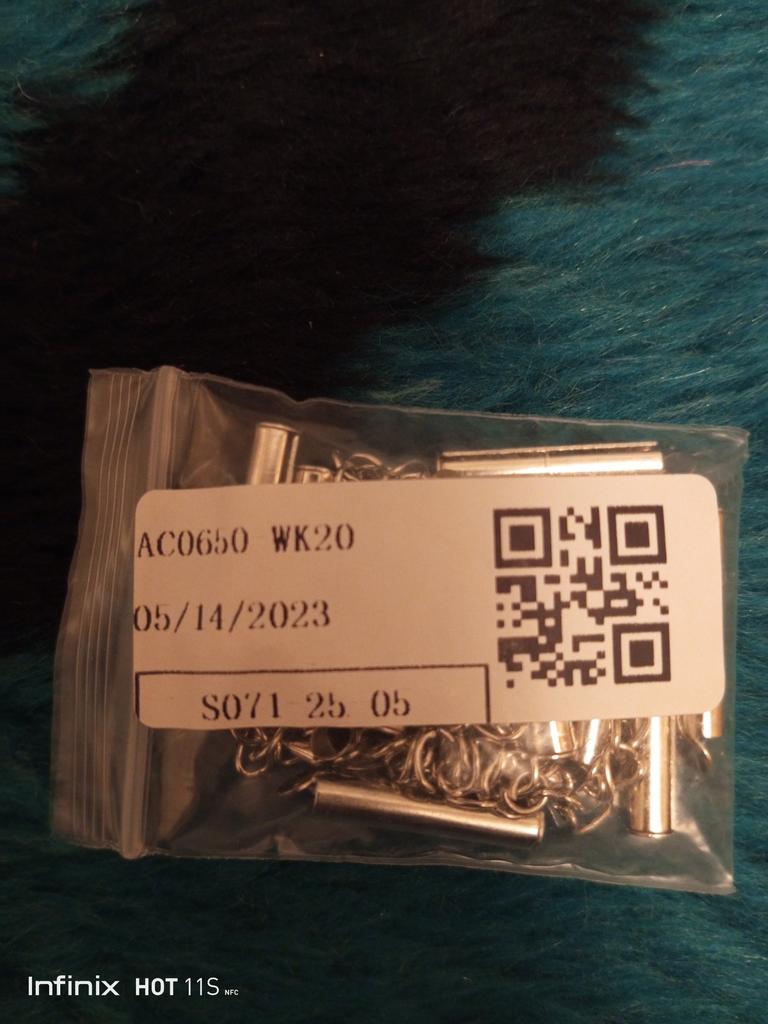 AC0650 WK20
05/14/2023
S071 25 05
Infinix HOT 11S NFC